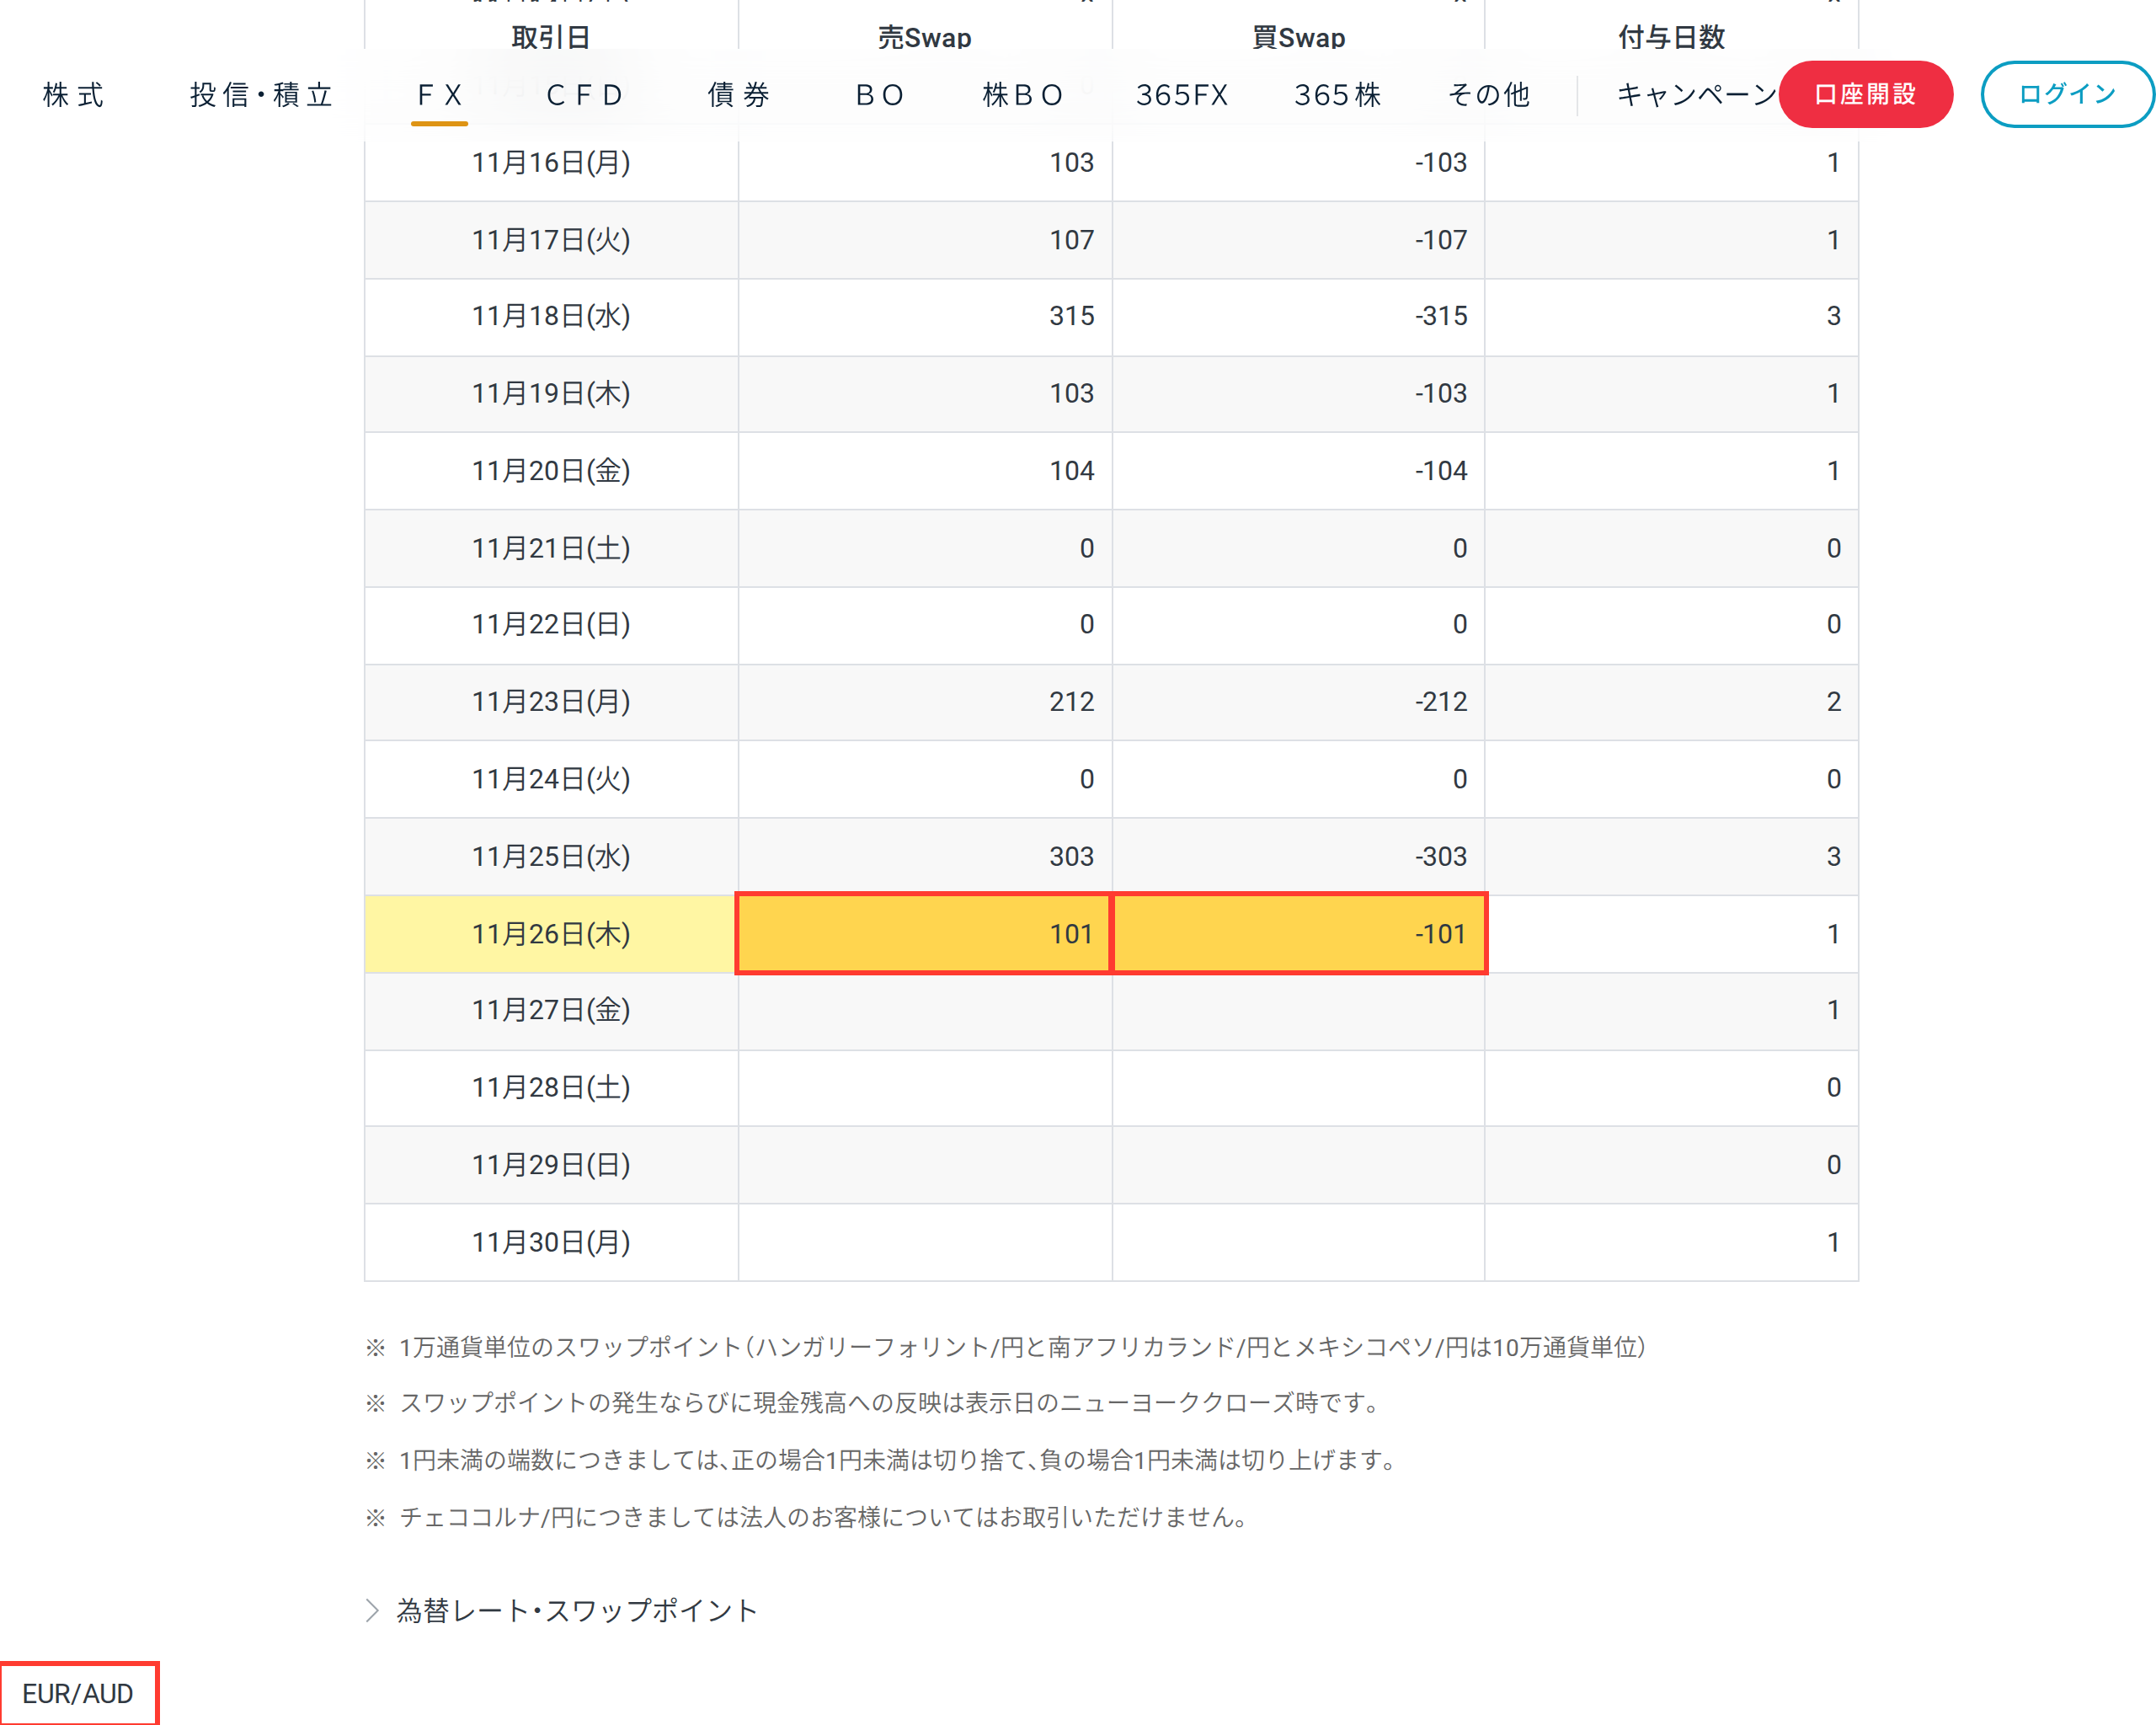 取引日 売Swap 買Swap 付与日数
株式 投信・積立 FX CFD 債券 BO 株BO 365FX 365株 その他 キャンペーン 口座開設 ログイン
11月16日(月) 103 -103 1
11月17日(火) 107 -107 1
11月18日(水) 315 -315 3
11月19日(木) 103 -103 1
11月20日(金) 104 -104 1
11月21日(土) 0 0 0
11月22日(日) 0 0 0
11月23日(月) 212 -212 2
11月24日(火) 0 0 0
11月25日(水) 303 -303 3
11月26日(木) 101 -101 1
11月27日(金) 1
11月28日(土) 0
11月29日(日) 0
11月30日(月) 1
※ 1万通貨単位のスワップポイント（ハンガリーフォリント/円と南アフリカランド/円とメキシコペソ/円は10万通貨単位）
※ スワップポイントの発生ならびに現金残高への反映は表示日のニューヨーククローズ時です。
※ 1円未満の端数につきましては、正の場合1円未満は切り捨て、負の場合1円未満は切り上げます。
※ チェココルナ/円につきましては法人のお客様についてはお取引いただけません。
為替レート・スワップポイント
EUR/AUD